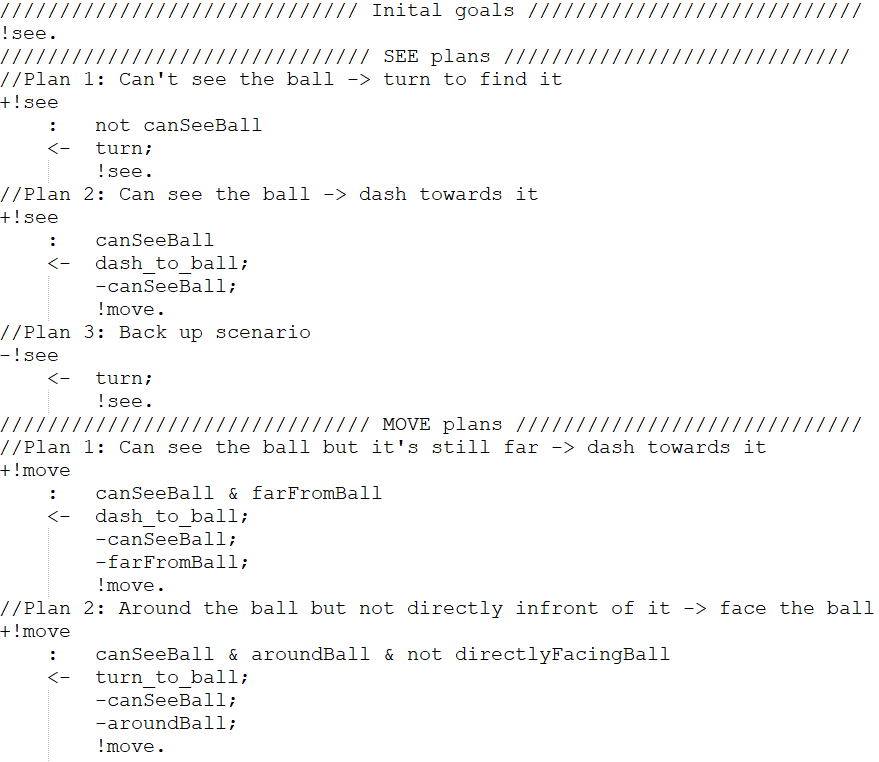 ////////////////////////////// Inital goals ////////////////////////////
!see.
/////////////////////////////// SEE plans /////////////////////////////
//Plan 1: Can't see the ball -> turn to find it
+!see
    :   not canSeeBall
    <-  turn;
        !see.
//Plan 2: Can see the ball -> dash towards it
+!see
    :   canSeeBall
    <-  dash_to_ball;
        -canSeeBall;
        !move.
//Plan 3: Back up scenario
-!see
    <-  turn;
        !see.
/////////////////////////////// MOVE plans /////////////////////////////
//Plan 1: Can see the ball but it's still far -> dash towards it
+!move
    :   canSeeBall & farFromBall
    <-  dash_to_ball;
        -canSeeBall;
        -farFromBall;
        !move.
//Plan 2: Around the ball but not directly infront of it -> face the ball
+!move
    :   canSeeBall & aroundBall & not directlyFacingBall
    <-  turn_to_ball;
        -canSeeBall;
        -aroundBall;
        !move.